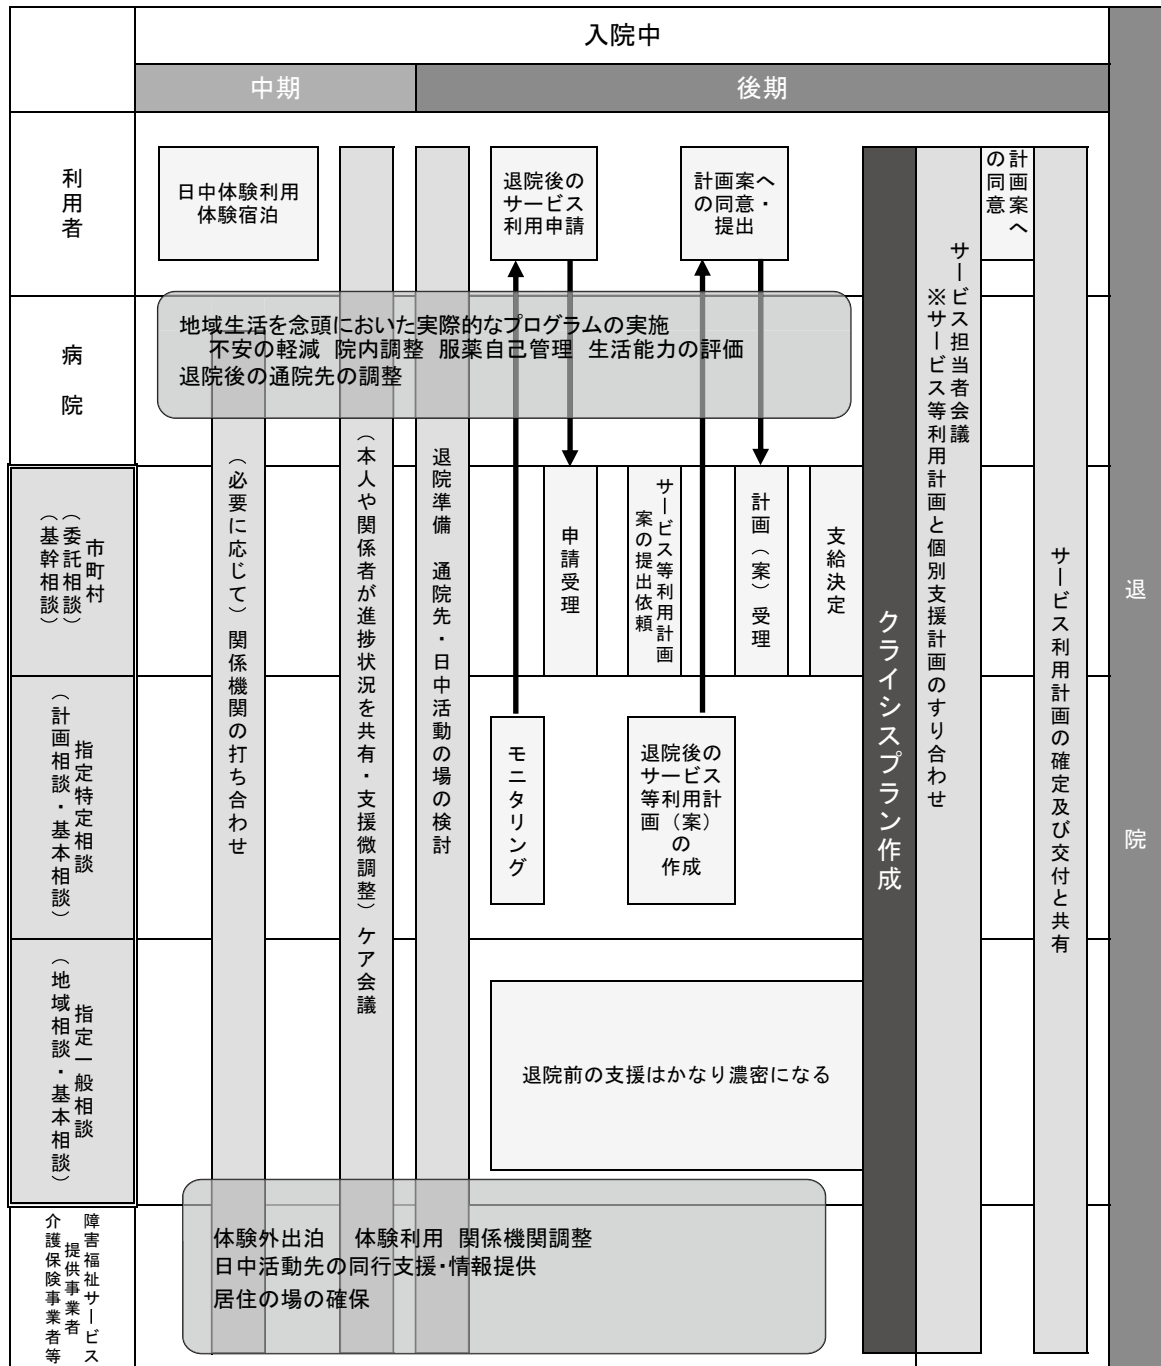 入院中
中期
後期
退
院
利用者
病
院
市町村
（委託相談）
（基幹相談）
指定特定相談
（計画相談・基本相談）
指定一般相談
（地域相談・基本相談）
障害福祉サービス
提供事業者
介護保険事業者等
日中体験利用
体験宿泊
退院後の
サービス
利用申請
計画案へ
の同意・
提出
計画案へ
の同意
地域生活を念頭においた実際的なプログラムの実施
不安の軽減 院内調整 服薬自己管理 生活能力の評価
退院後の通院先の調整
（必要に応じて）関係機関の打ち合わせ
（本人や関係者が進捗状況を共有・支援微調整）ケア会議
退院準備 通院先・日中活動の場の検討
申請受理
サービス等利用計画
案の提出依頼
計画（案）受理
支給決定
モニタリング
退院後の
サービス
等利用計
画（案）
の
作成
クライシスプラン作成
サービス担当者会議
※サービス等利用計画と個別支援計画のすり合わせ
サービス利用計画の確定及び交付と共有
退院前の支援はかなり濃密になる
体験外出泊 体験利用 関係機関調整
日中活動先の同行支援・情報提供
居住の場の確保